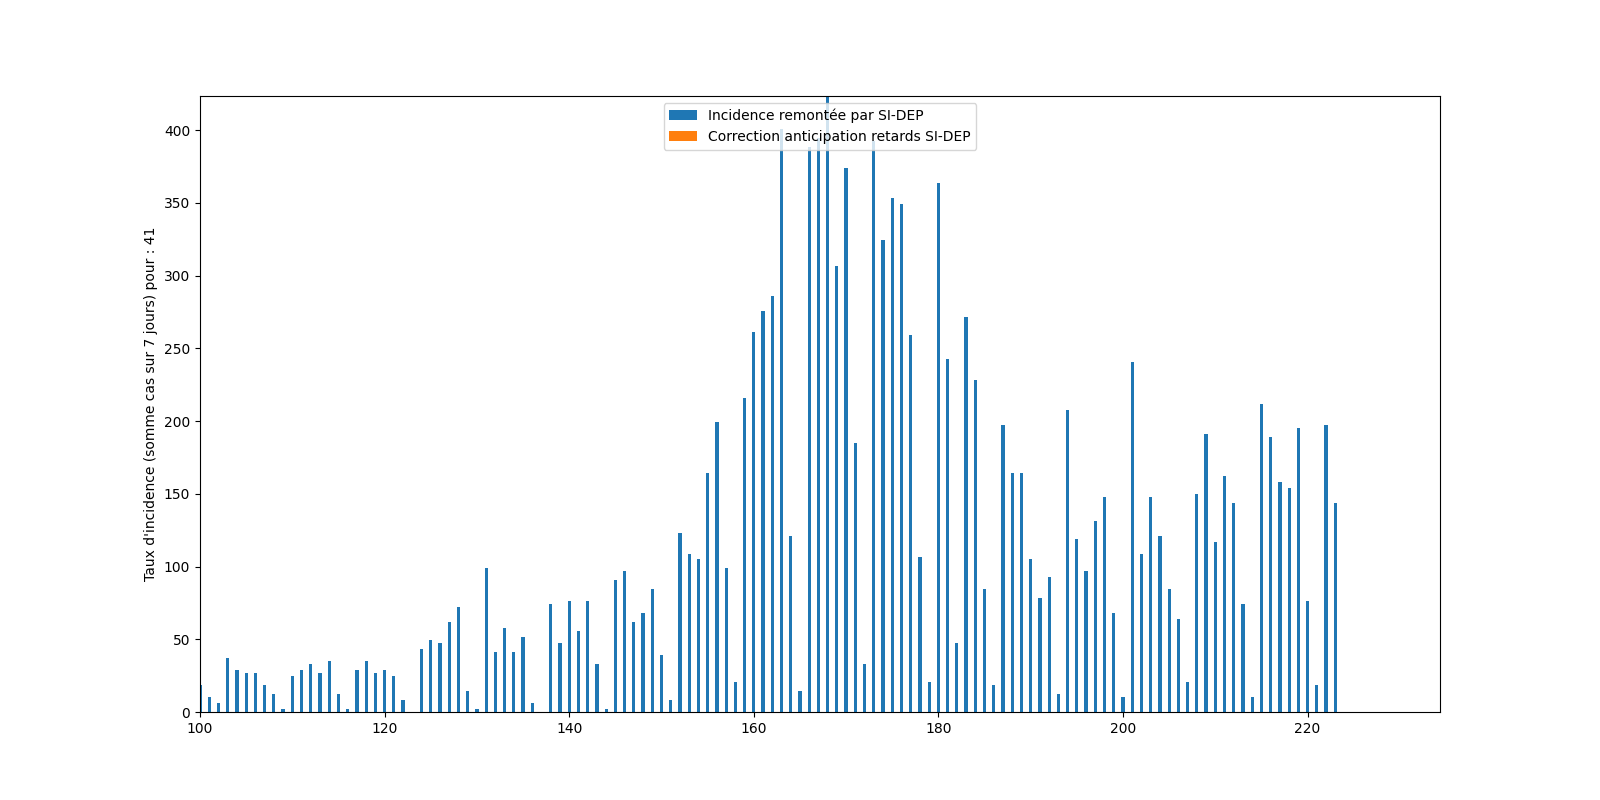 Incidence remontée par SI-DEP
Correction anticipation retards SI-DEP
Taux d'incidence (somme cas sur 7 jours) pour : 41
400
350
300
250
200
150
100
50
0
100 120 140 160 180 200 220